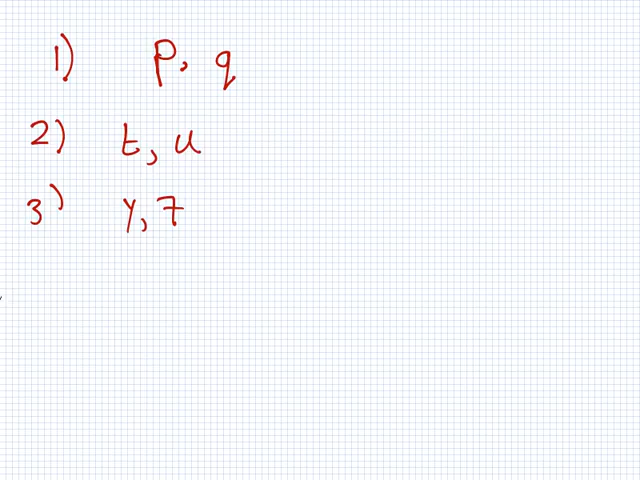 1) p, q
2) t, u
3) y, 7